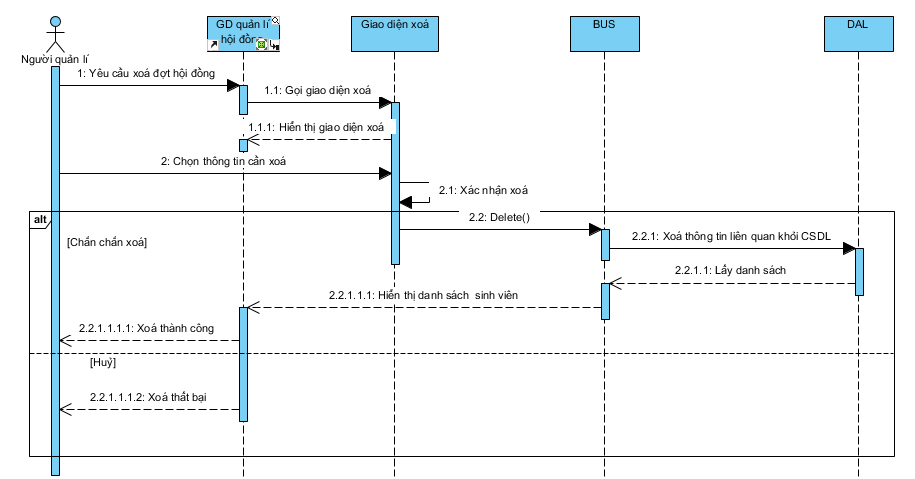 GD quản lí
hội đồng
Giao diện xoá
BUS
DAL
Người quản lí
1: Yêu cầu xoá đợt hội đồng
1.1: Gọi giao diện xoá
1.1.1: Hiển thị giao diện xoá
2: Chọn thông tin cần xoá
2.1: Xác nhận xoá
alt
2.2: Delete()
[Chắn chắn xoá]
2.2.1: Xoá thông tin liên quan khỏi CSDL
2.2.1.1: Lấy danh sách
2.2.1.1.1: Hiển thị danh sách sinh viên
2.2.1.1.1.1: Xoá thành công
[Huỷ]
2.2.1.1.1.2: Xoá thất bại